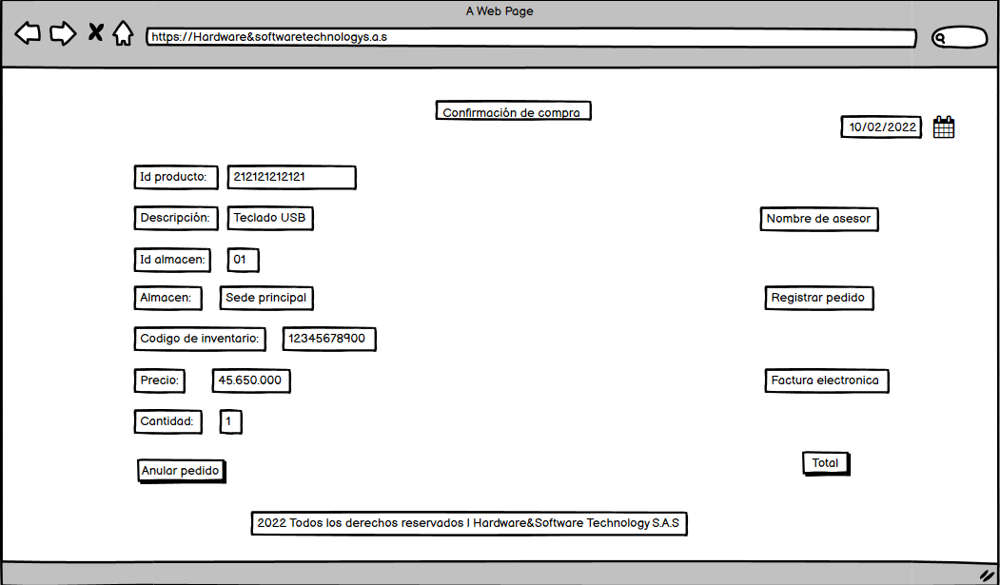 A Web Page
https://Hardware&softwaretechnologys.a.s
Confirmación de compra
10/02/2022
Id producto: 212121212121
Descripción: Teclado USB
Nombre de asesor
Id almacen: 01
Almacen: Sede principal
Registrar pedido
Codigo de inventario: 12345678900
Precio: 45.650.000
Factura electronica
Cantidad: 1
Anular pedido
Total
2022 Todos los derechos reservados I Hardware&Software Technology S.A.S